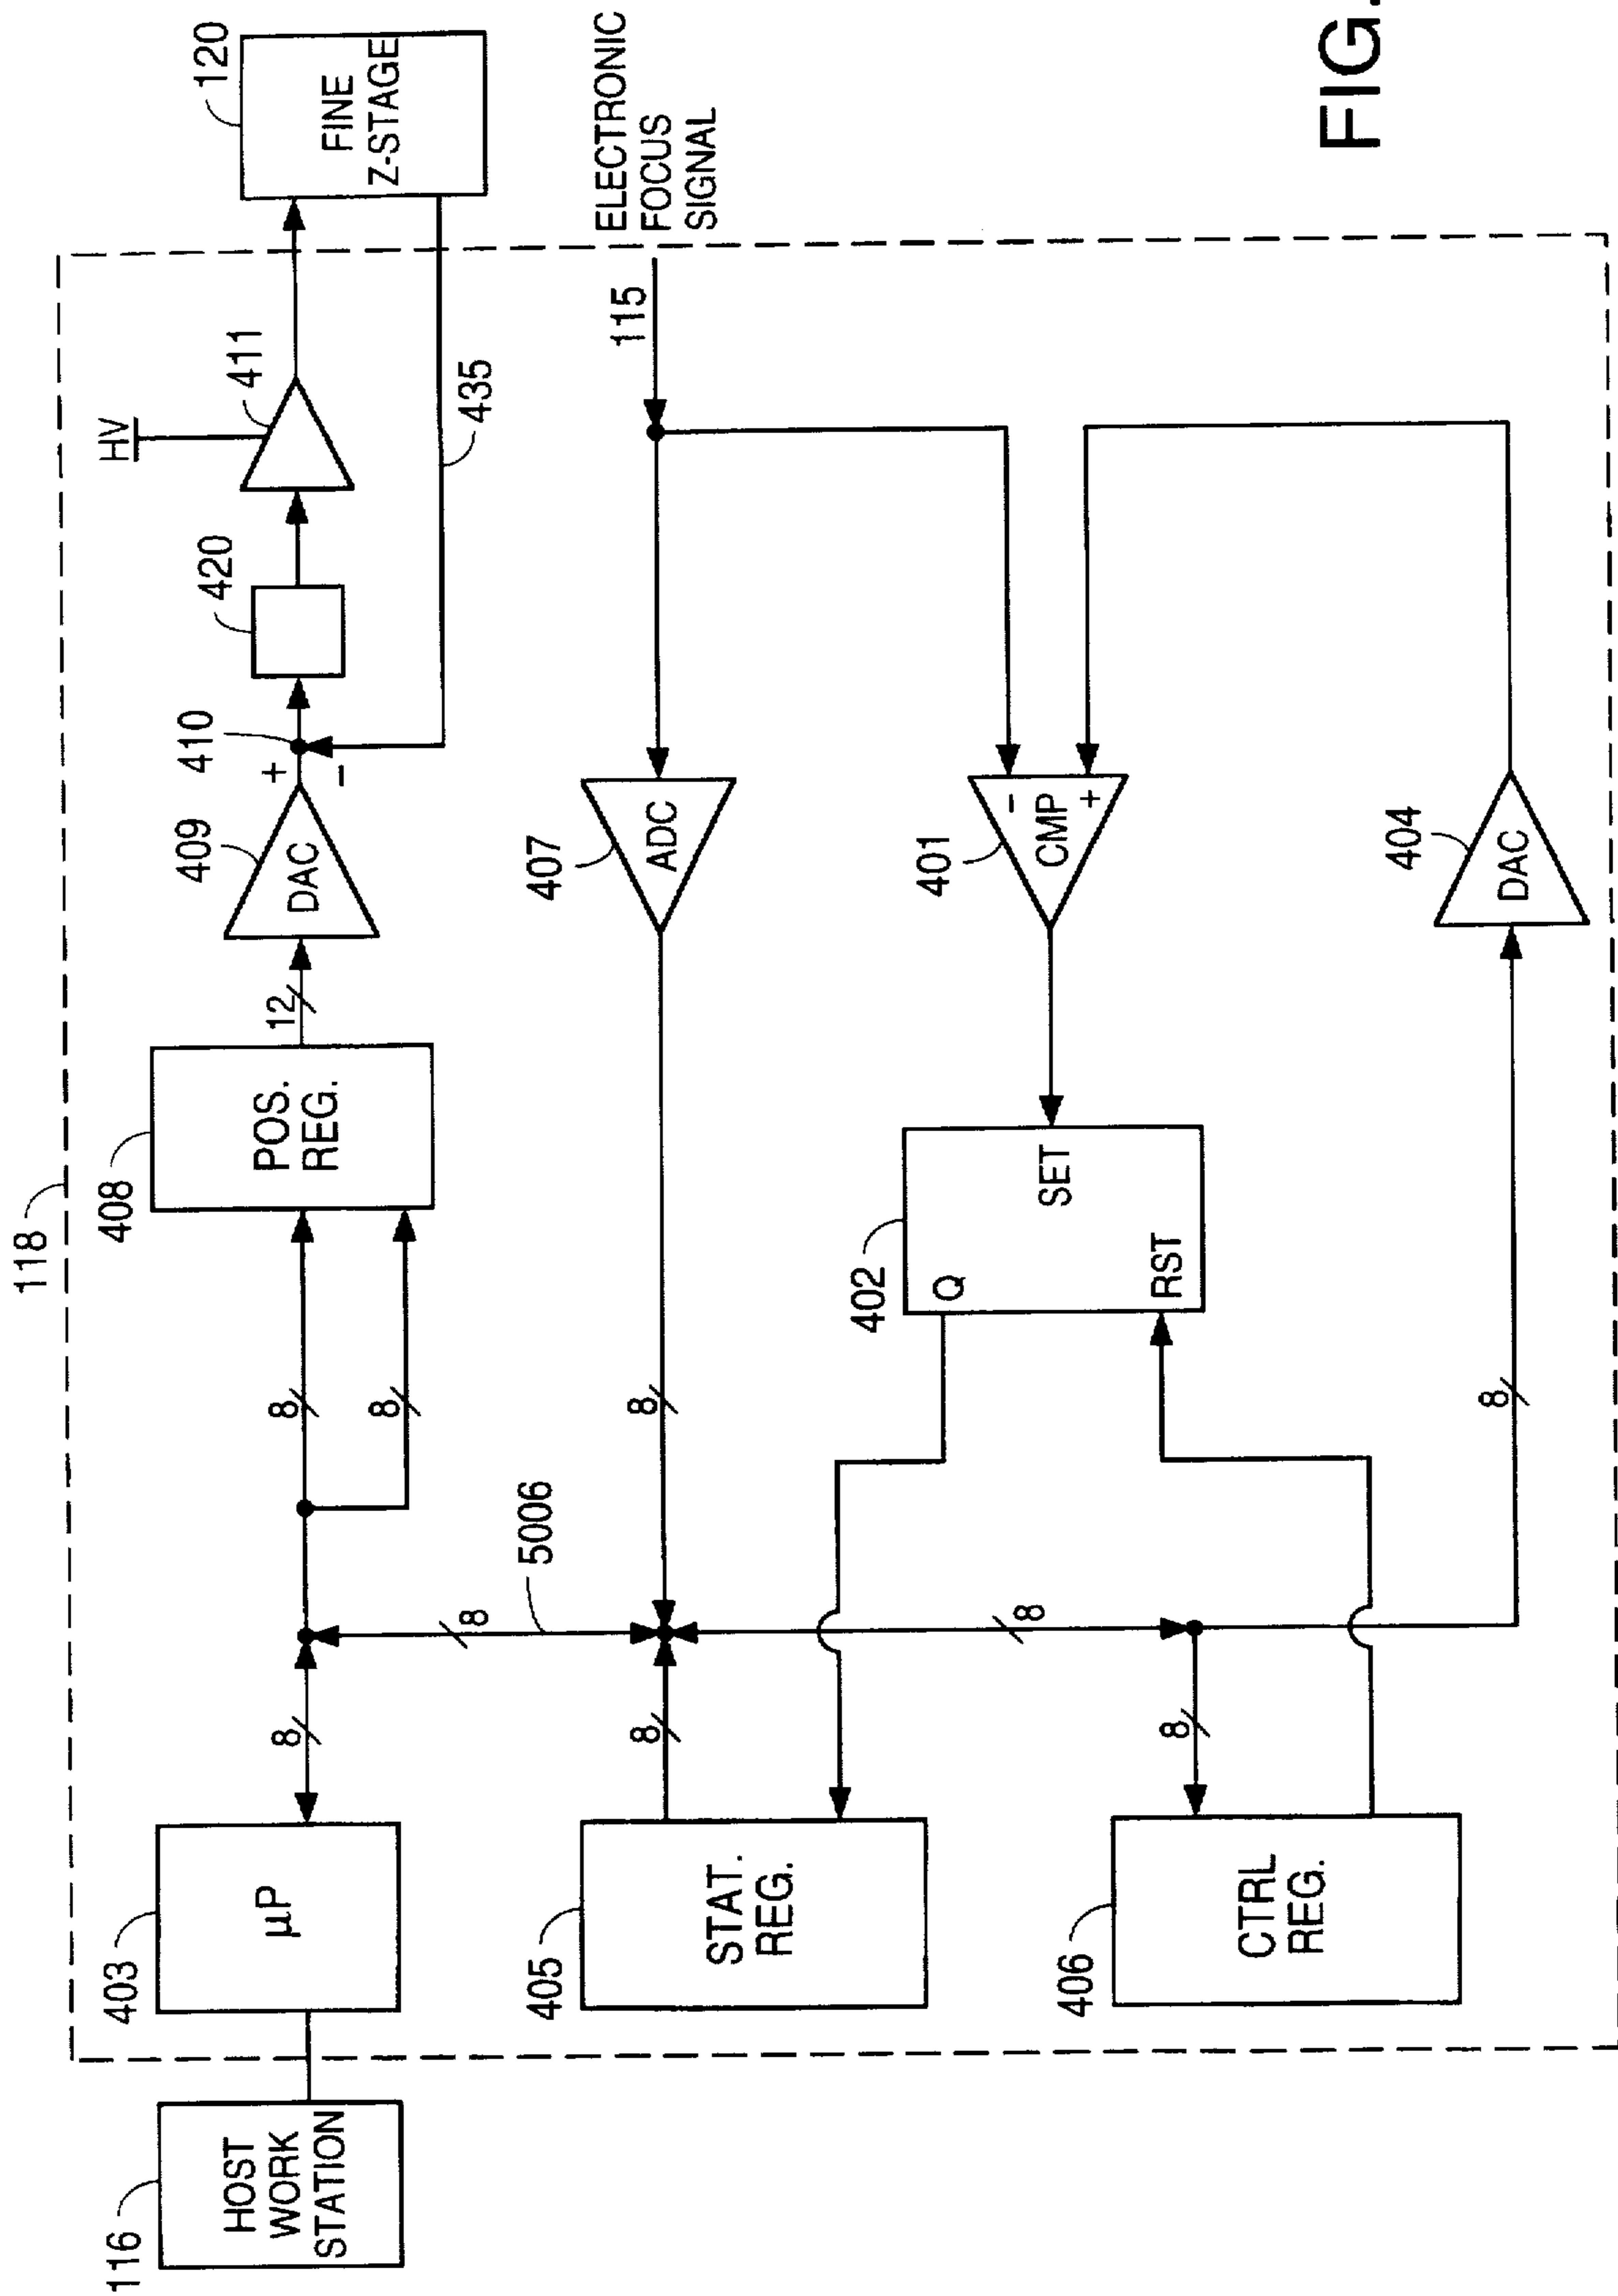 118
116
HOST
WORK
STATION
403
µP
8
8
8
408
POS.
REG.
12
409
DAC
+
-
410
420
HV
411
435
120
FINE
Z-STAGE
8
5006
8
407
ADC
115
ELECTRONIC
FOCUS
SIGNAL
405
STAT.
REG.
8
8
402
Q
SET
RST
401
-
CMP
+
406
CTRL
REG.
8
8
404
DAC
FIG.